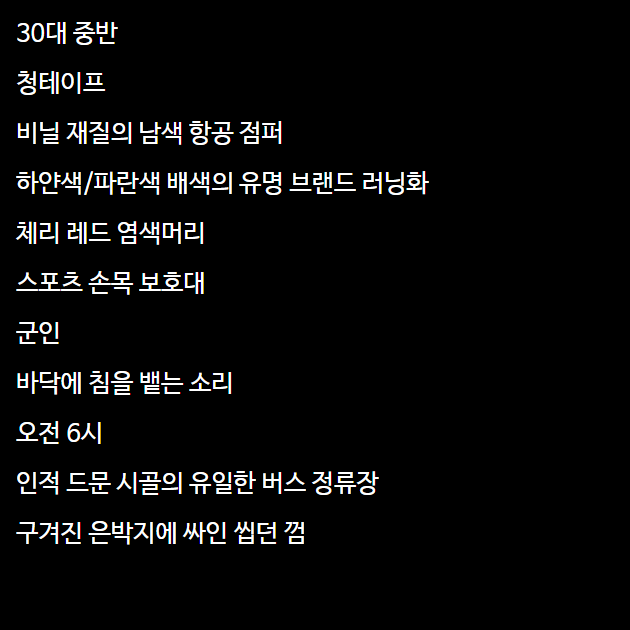 30대 중반
청테이프
비닐 재질의 남색 항공 점퍼
하얀색/파란색 배색의 유명 브랜드 러닝화
체리 레드 염색머리
스포츠 손목 보호대
군인
바닥에 침을 뱉는 소리
오전 6시
인적 드문 시골의 유일한 버스 정류장
구겨진 은박지에 싸인 씹던 껌